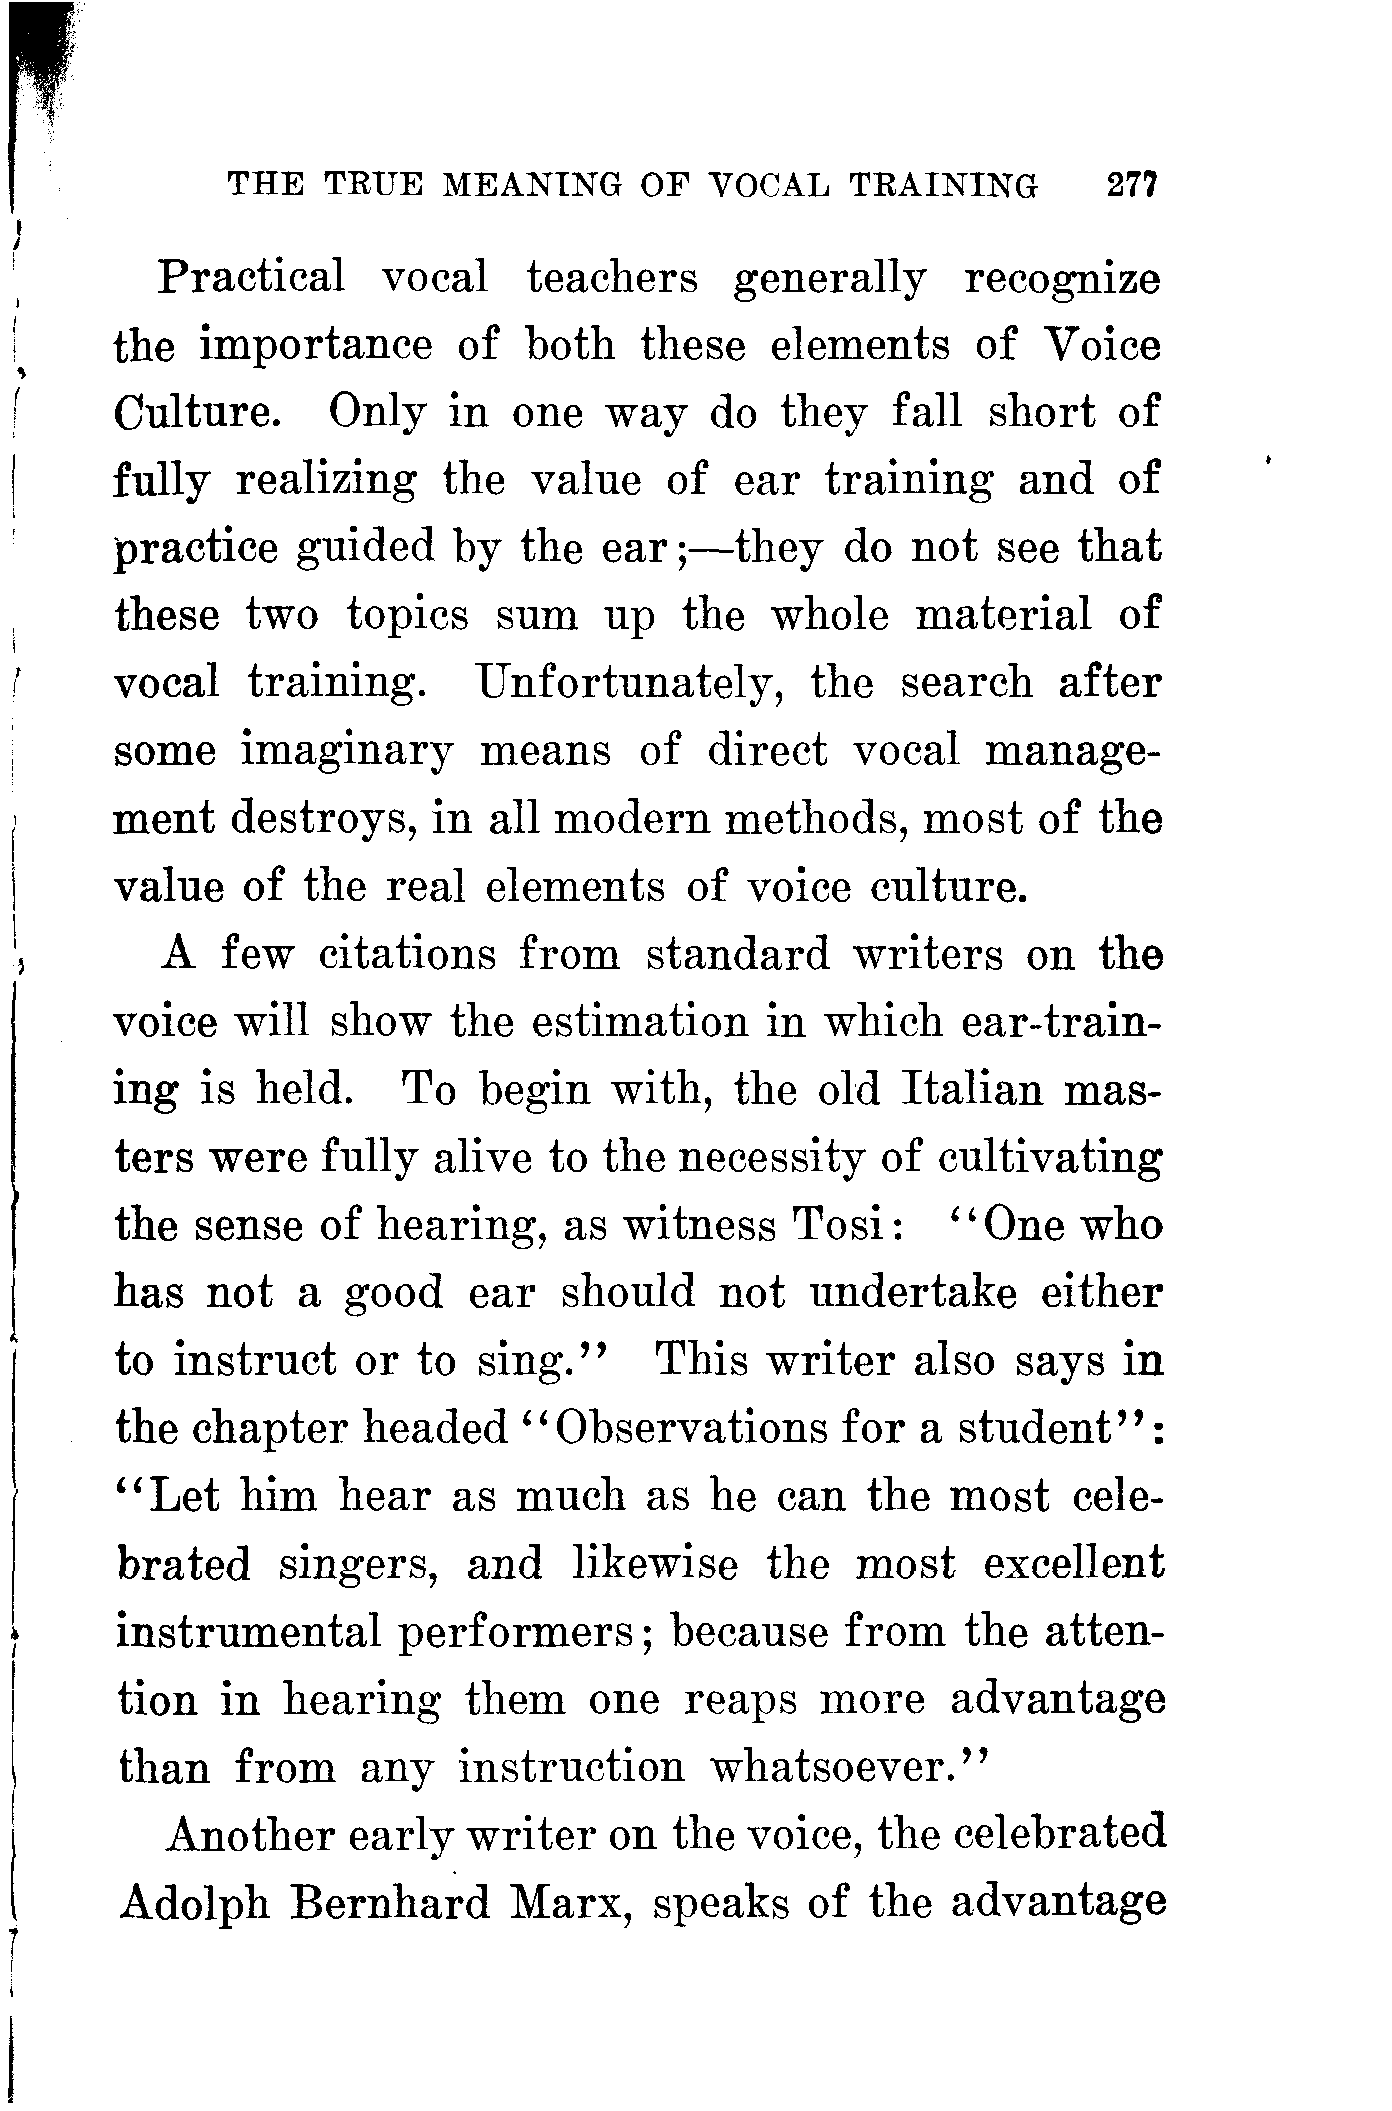 THE TRUE MEANING OF VOCAL TRAINING 277
Practical vocal teachers generally recognize
the importance of both these elements of Voice
Culture. Only in one way do they fall short of
fully realizing the value of ear training and of
practice guided by the ear;—they do not see that
these two topics sum up the whole material of
vocal training. Unfortunately, the search after
some imaginary means of direct vocal manage-
ment destroys, in all modern methods, most of the
value of the real elements of voice culture.
A few citations from standard writers on the
voice will show the estimation in which ear-train-
ing is held. To begin with, the old Italian mas-
ters were fully alive to the necessity of cultivating
the sense of hearing, as witness Tosi: "One who
has not a good ear should not undertake either
to instruct or to sing." This writer also says in
the chapter headed "Observations for a student":
"Let him hear as much as he can the most cele-
brated singers, and likewise the most excellent
instrumental performers; because from the atten-
tion in hearing them one reaps more advantage
than from any instruction whatsoever."
Another early writer on the voice, the celebrated
Adolph Bernhard Marx, speaks of the advantage